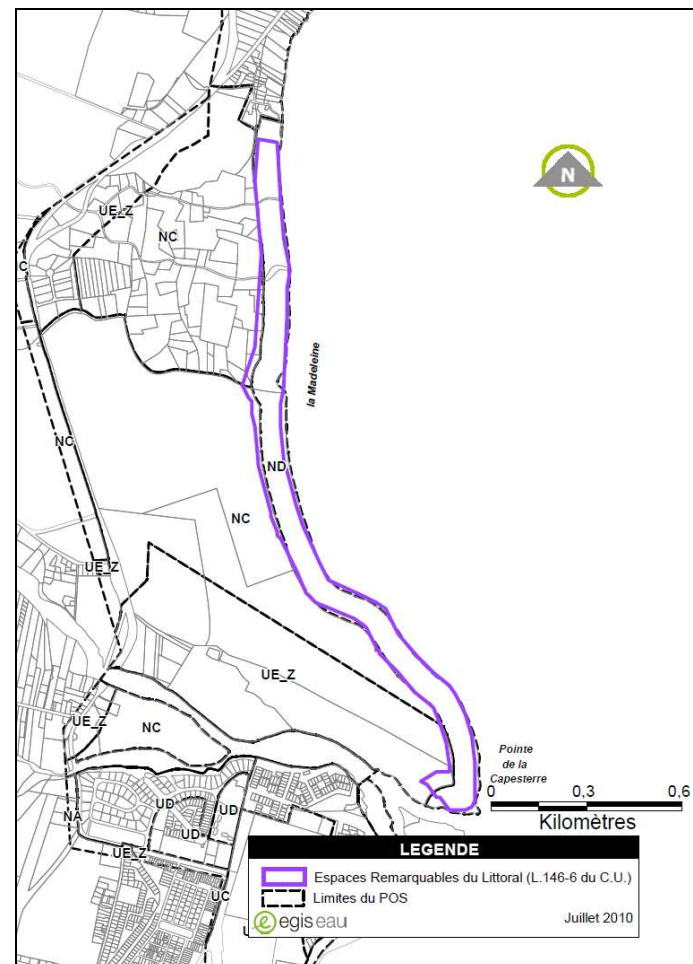 N
UE_Z
NC
C
la Madeleine
NC
ND
NC
UE_Z
UE_Z
UE_Z
NC
Pointe
de la
Capesterre
0 0,3 0,6
Kilomètres
UD
UD
NA
UD
UE_Z
UC
LEGENDE
Espaces Remarquables du Littoral (L.146-6 du C.U.)
Limites du POS
egis eau
Juillet 2010